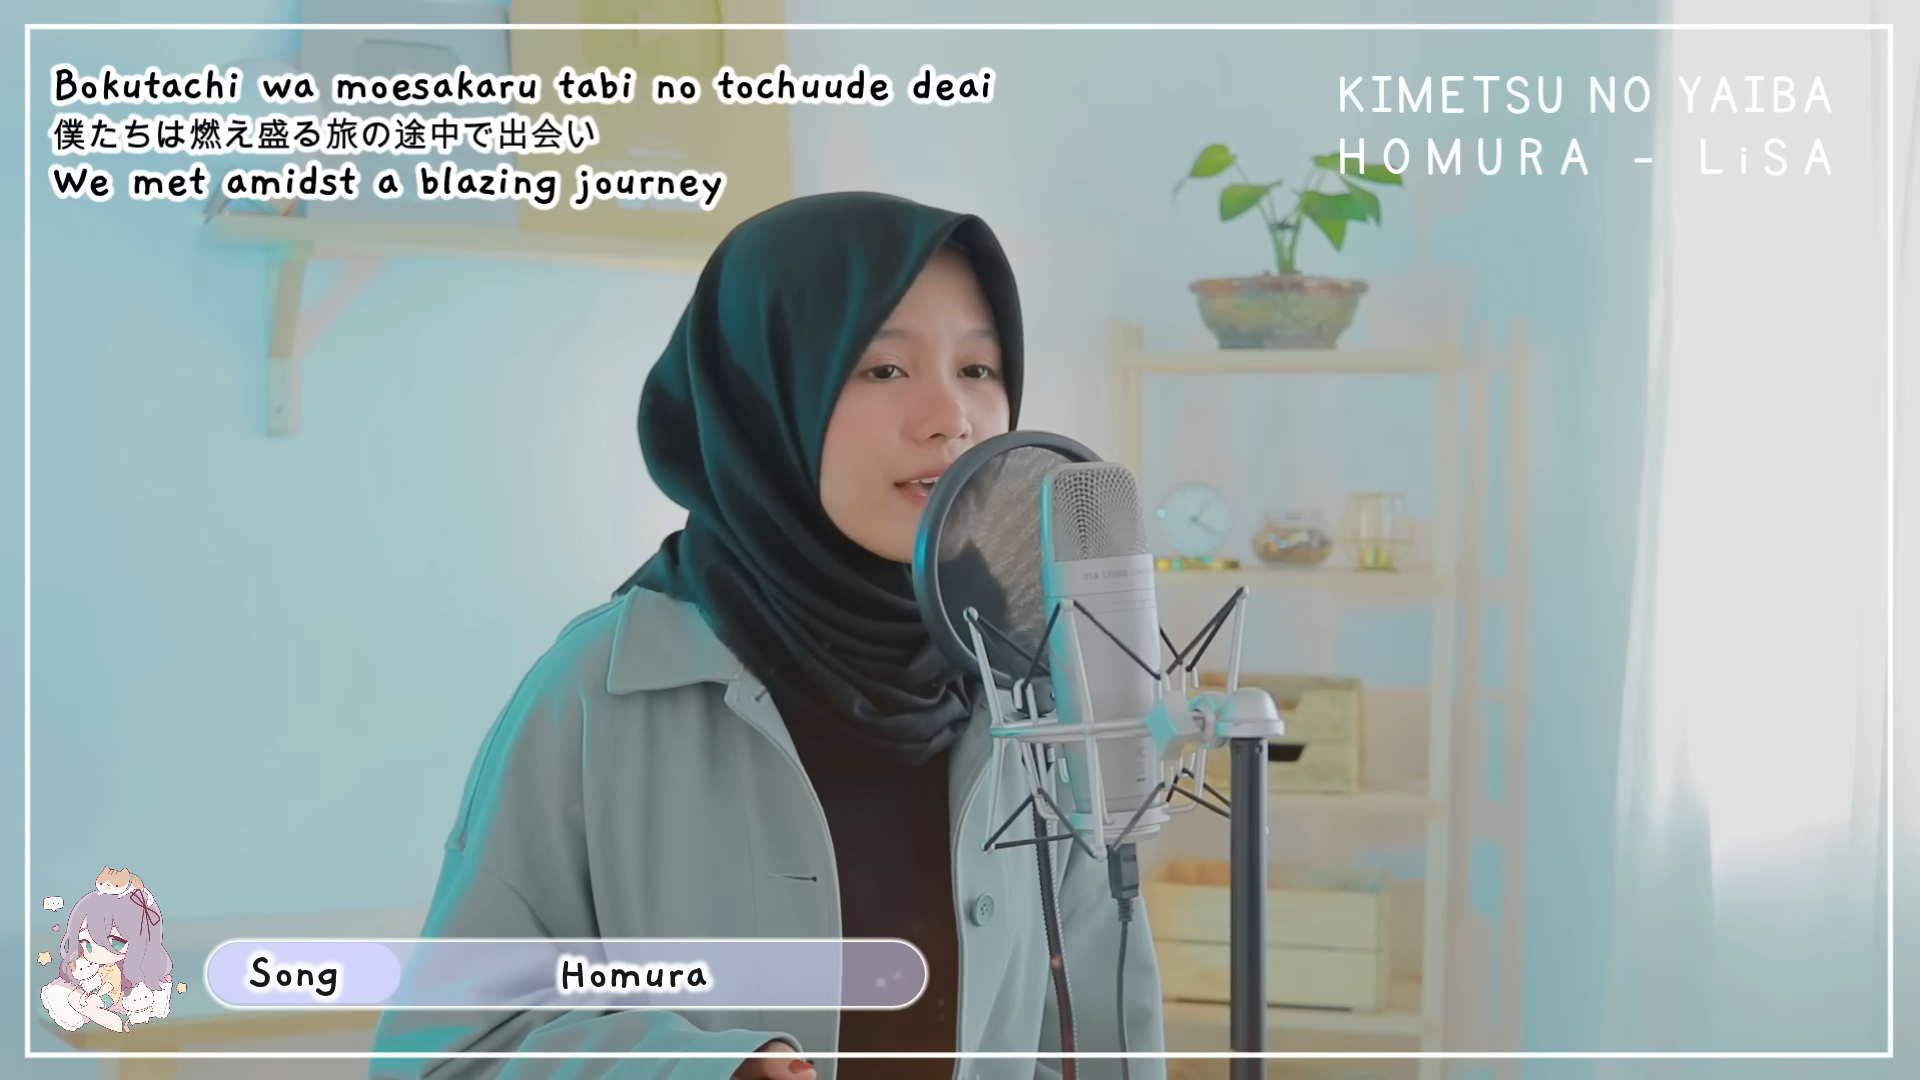 Bokutachi wa moesakaru tabi no tochuude deai
僕たちは燃え盛る旅の途中で出会い
We met amidst a blazing journey
KIMETSU NO YAIBA
HOMURA - LiSA
Song
Homura